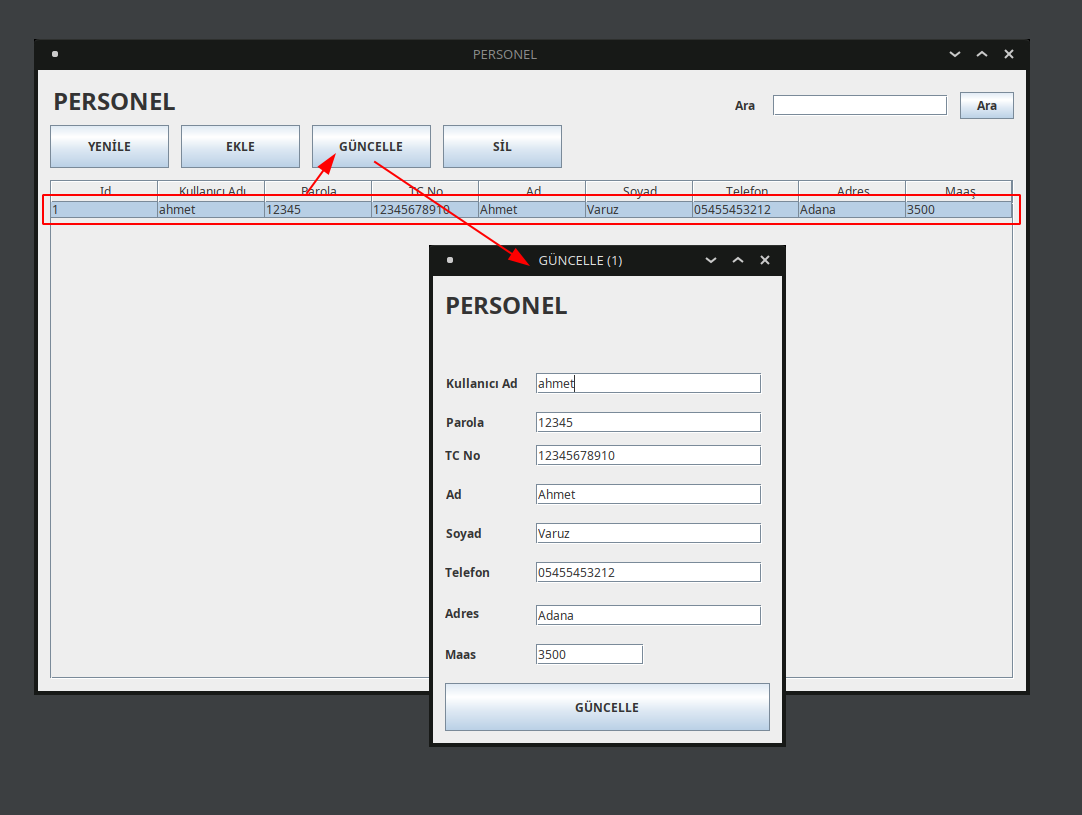 PERSONEL
PERSONEL
Ara
Ara
YENİLE EKLE GÜNCELLE SİL
Id Kullanıcı Adı Parola TC No Ad Soyad Telefon Adres Maaş
1 ahmet 12345 12345678910 Ahmet Varuz 05455453212 Adana 3500
GÜNCELLE (1)
PERSONEL
Kullanıcı Ad ahmet
Parola 12345
TC No 12345678910
Ad Ahmet
Soyad Varuz
Telefon 05455453212
Adres Adana
Maas 3500
GÜNCELLE